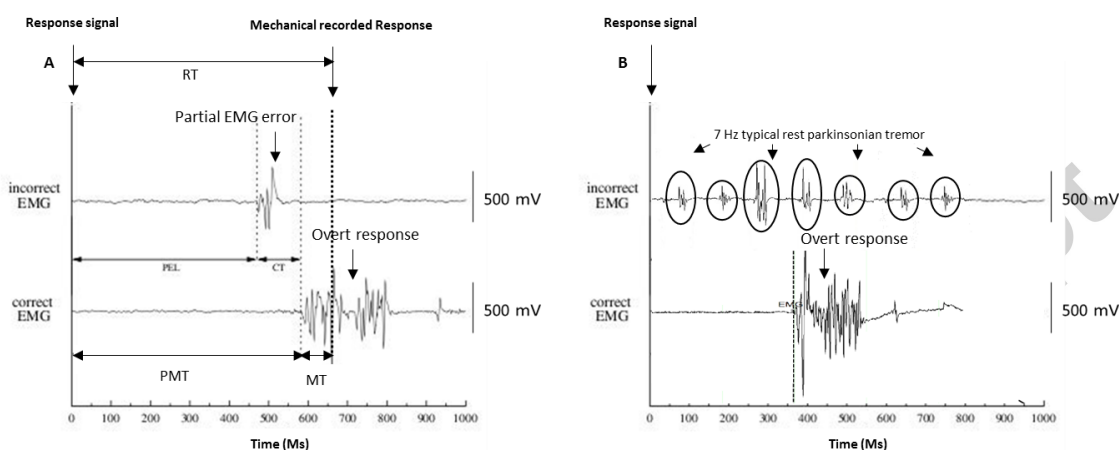 Response signal
Mechanical recorded Response
A
RT
Partial EMG error
incorrect
EMG
500 mV
Overt response
PEL
CT
correct
EMG
500 mV
PMT
MT
0 100 200 300 400 500 600 700 800 900 1000
Time (Ms)
Response signal
B
7 Hz typical rest parkinsonian tremor
incorrect
EMG
500 mV
Overt response
EMG
correct
EMG
500 mV
0 100 200 300 400 500 600 700 800 900 1000
Time (Ms)